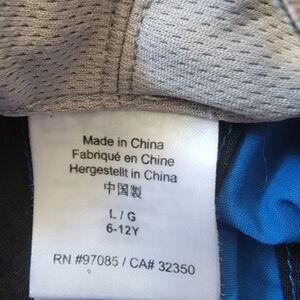 Made in China
Fabriqué en Chine
Hergestellt in China
中国製
L / G
6-12Y
RN #97085 / CA# 32350